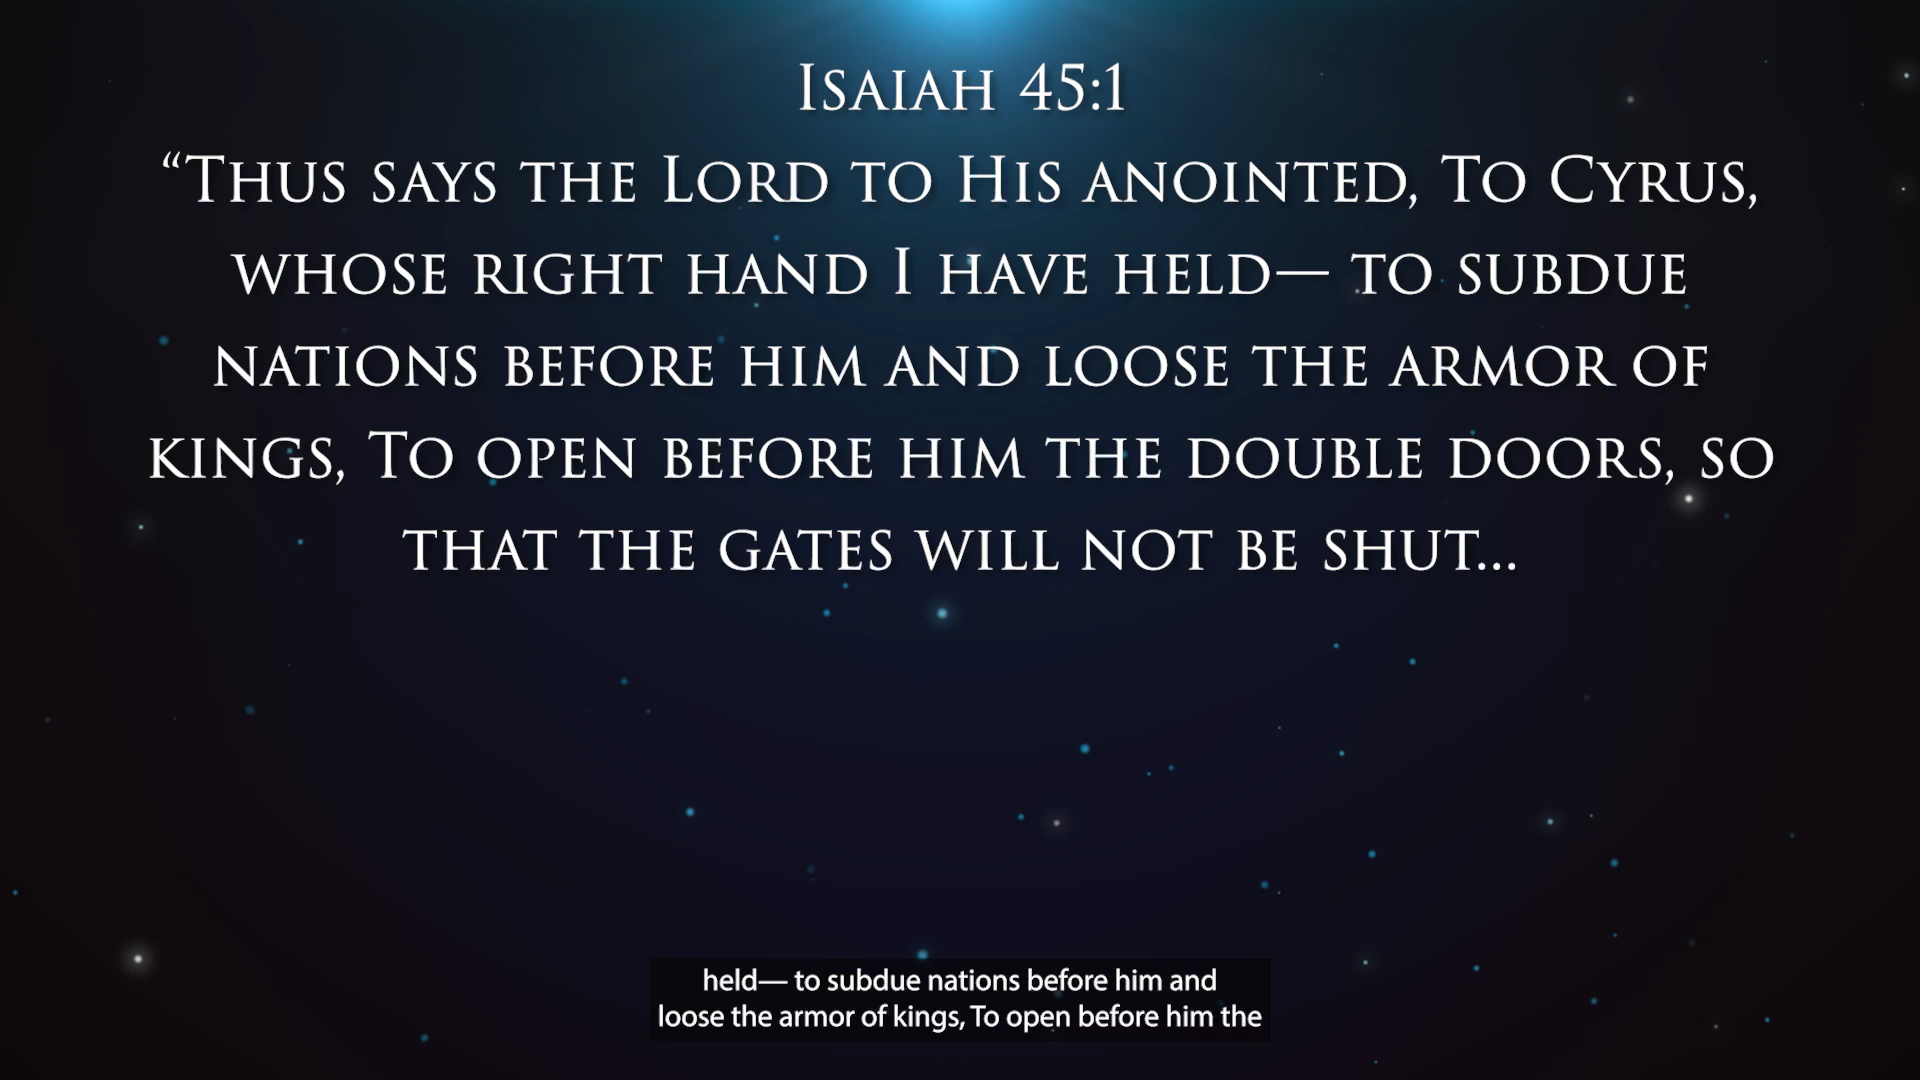 Isaiah 45:1
“Thus says the Lord to His anointed, To Cyrus,
whose right hand I have held— to subdue
nations before him and loose the armor of
kings, To open before him the double doors, so
that the gates will not be shut...
held— to subdue nations before him and
loose the armor of kings, To open before him the